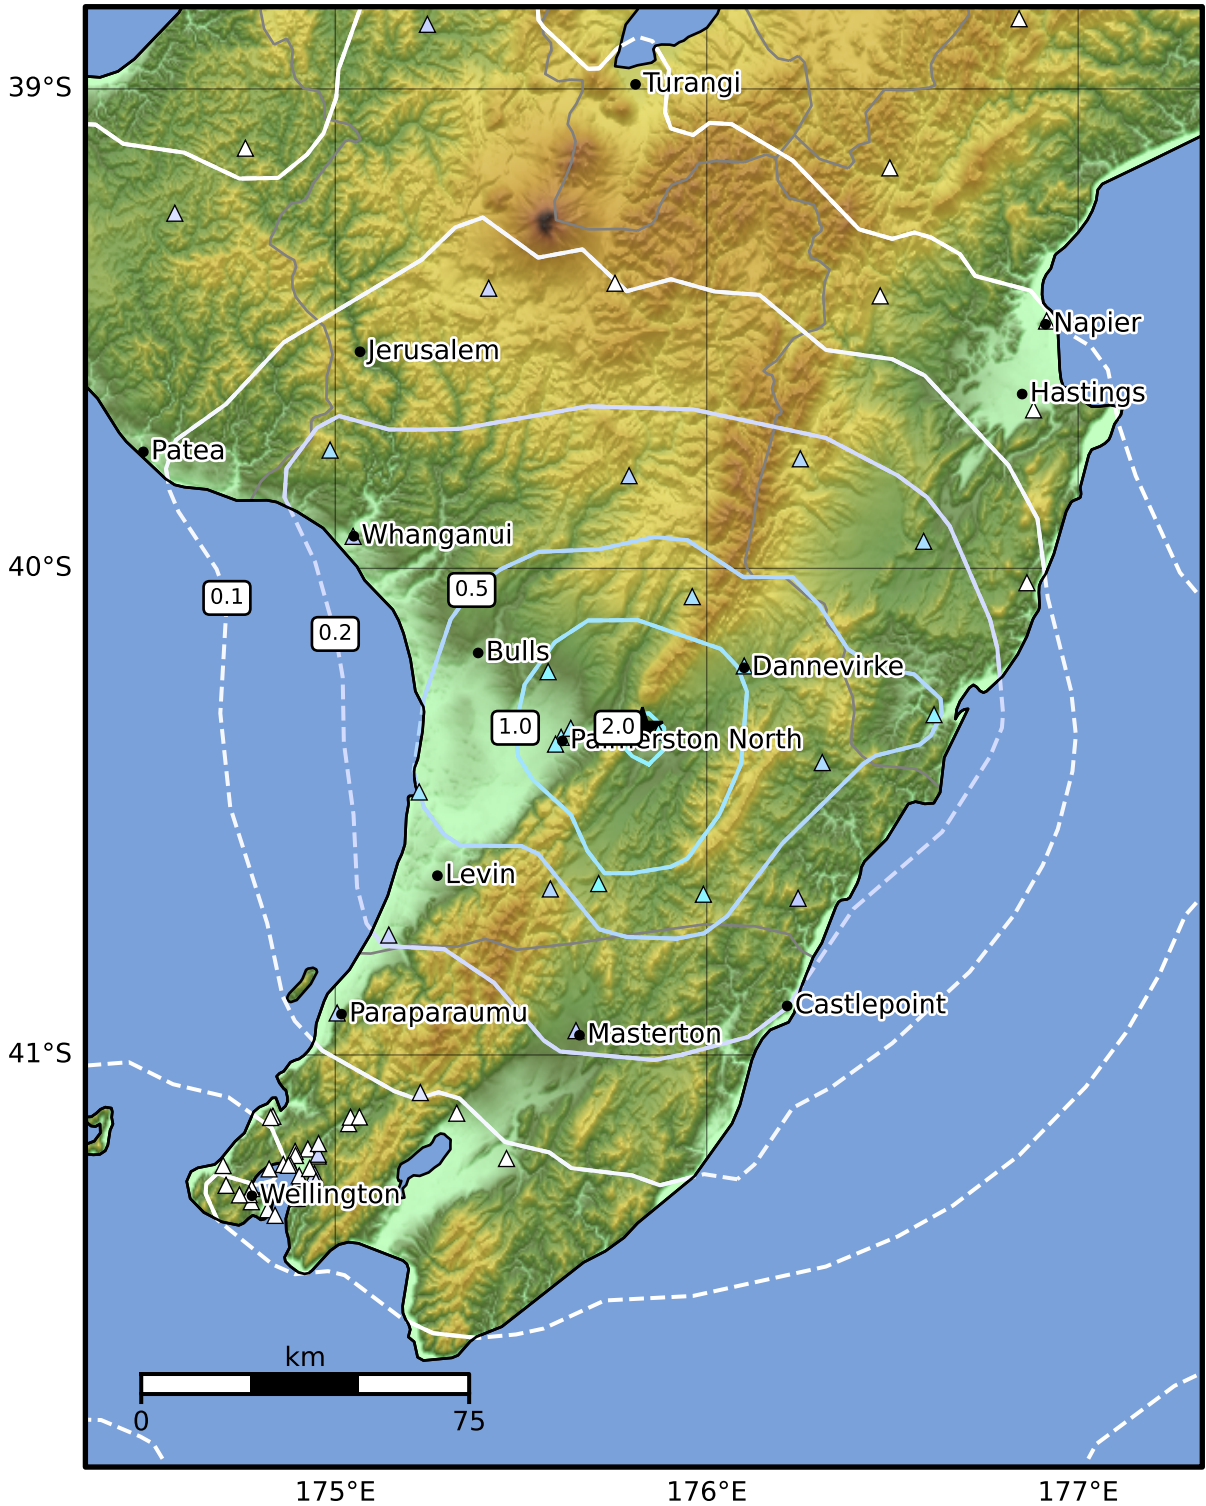 39°S
Turangi
Napier
Jerusalem
Hastings
Patea
Whanganui
40°S
0.5
0.1
0.2
Bulls
Dannevirke
1.0
2.0
Palmerston North
Levin
Castlepoint
Paraparaumu
Masterton
41°S
Wellington
km
0
75
175°E
176°E
177°E